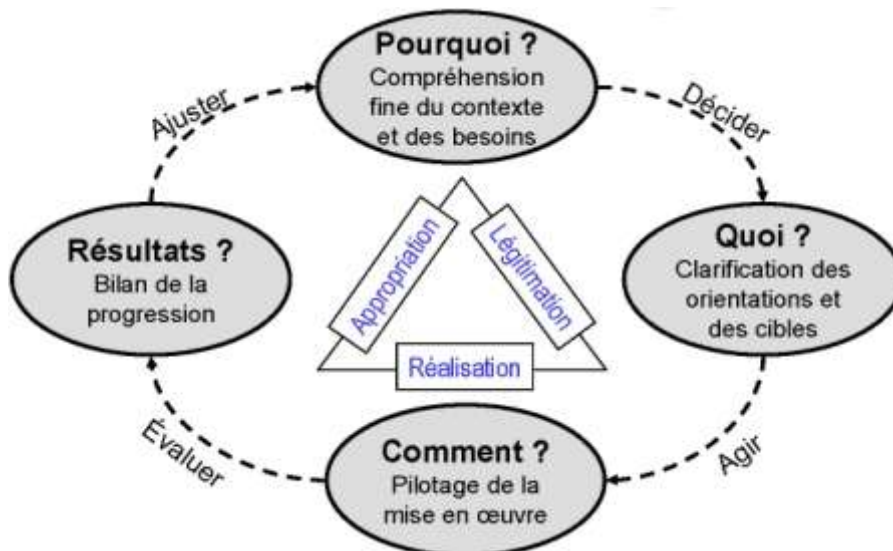 Pourquoi ?
Compréhension
fine du contexte
et des besoins
Ajuster
Décider
Résultats ?
Bilan de la
progression
Appropriation
Légitimation
Réalisation
Quoi ?
Clarification des
orientations et
des cibles
Évaluer
Agir
Comment ?
Pilotage de la
mise en œuvre